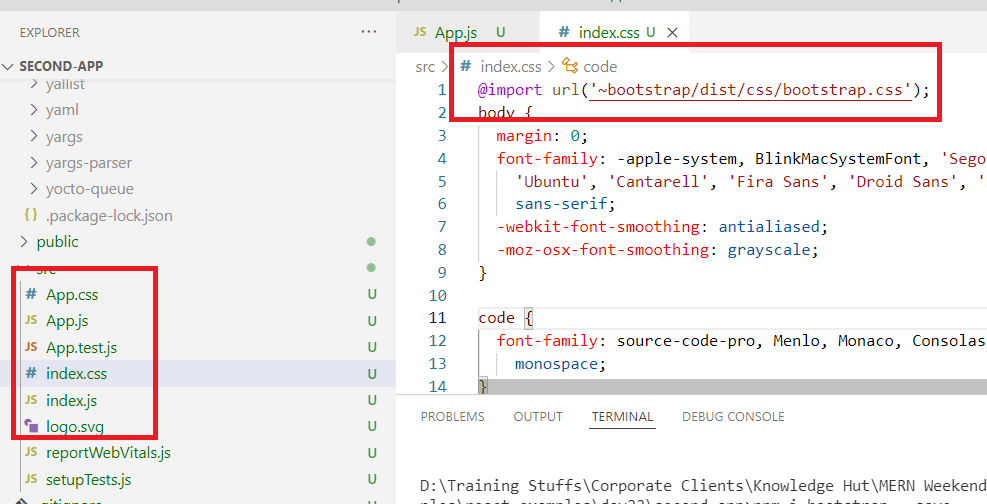 EXPLORER ...
SECOND-APP
yallist
yaml
yargs
yargs-parser
yocto-queue
{} .package-lock.json
public
src
# App.css U
JS App.js U
JS App.test.js U
# index.css U
JS index.js U
logo.svg U
JS reportWebVitals.js U
JS setupTests.js U
JS App.js U # index.css U ×
src > # index.css > code
1 @import url('~bootstrap/dist/css/bootstrap.css');
2 body {
3 margin: 0;
4 font-family: -apple-system, BlinkMacSystemFont, 'Sego
5 'Ubuntu', 'Cantarell', 'Fira Sans', 'Droid Sans', '
6 sans-serif;
7 -webkit-font-smoothing: antialiased;
8 -moz-osx-font-smoothing: grayscale;
9 }
10
11 code {
12 font-family: source-code-pro, Menlo, Monaco, Consolas
13 monospace;
14 }
PROBLEMS OUTPUT TERMINAL DEBUG CONSOLE
D:\Training Stuffs\Corporate Clients\Knowledge Hut\MERN Weekend